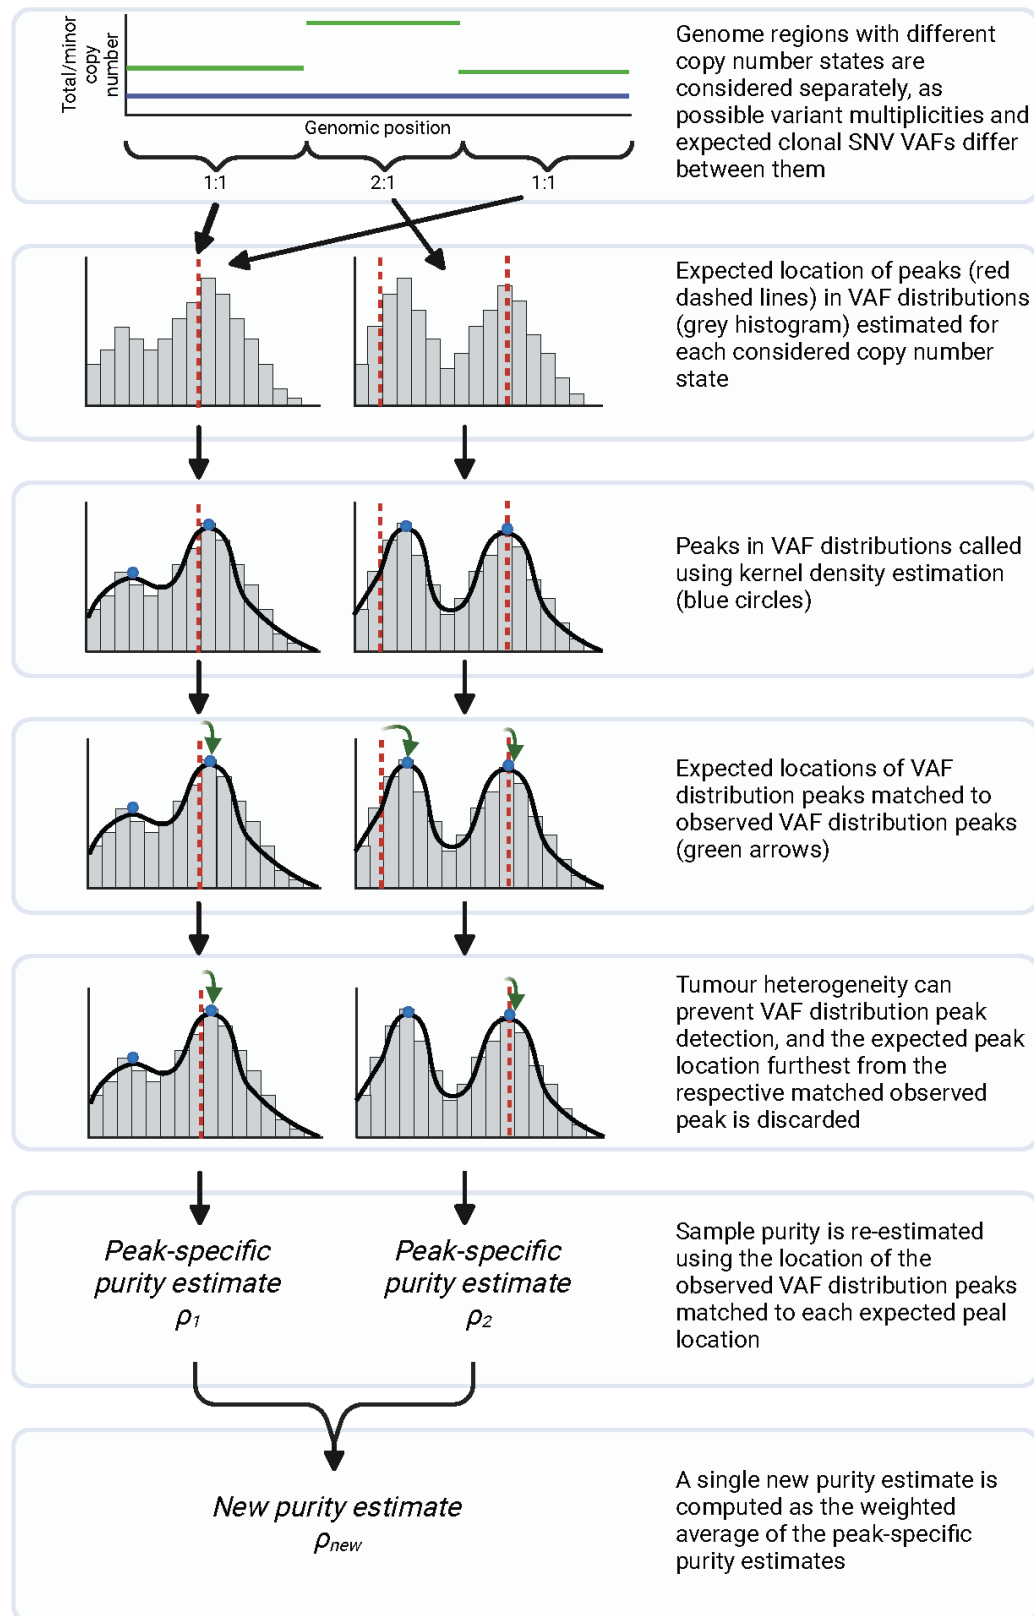 Total/minor
copy
number
Genomic position
1:1
2:1
1:1
Genome regions with different
copy number states are
considered separately, as
possible variant multiplicities and
expected clonal SNV VAFs differ
between them
Expected location of peaks (red
dashed lines) in VAF distributions
(grey histogram) estimated for
each considered copy number
state
Peaks in VAF distributions called
using kernel density estimation
(blue circles)
Expected locations of VAF
distribution peaks matched to
observed VAF distribution peaks
(green arrows)
Tumour heterogeneity can
prevent VAF distribution peak
detection, and the expected peak
location furthest from the
respective matched observed
peak is discarded
Peak-specific
purity estimate
ρ1
Peak-specific
purity estimate
ρ2
Sample purity is re-estimated
using the location of the
observed VAF distribution peaks
matched to each expected peal
location
New purity estimate
ρnew
A single new purity estimate is
computed as the weighted
average of the peak-specific
purity estimates